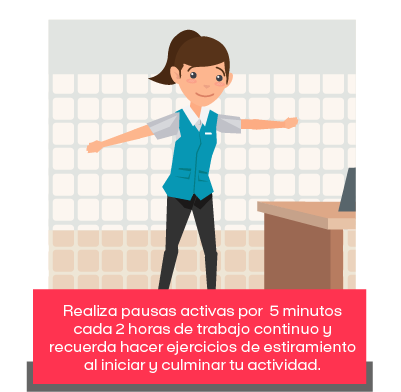 Realiza pausas activas por 5 minutos
cada 2 horas de trabajo continuo y
recuerda hacer ejercicios de estiramiento
al iniciar y culminar tu actividad.